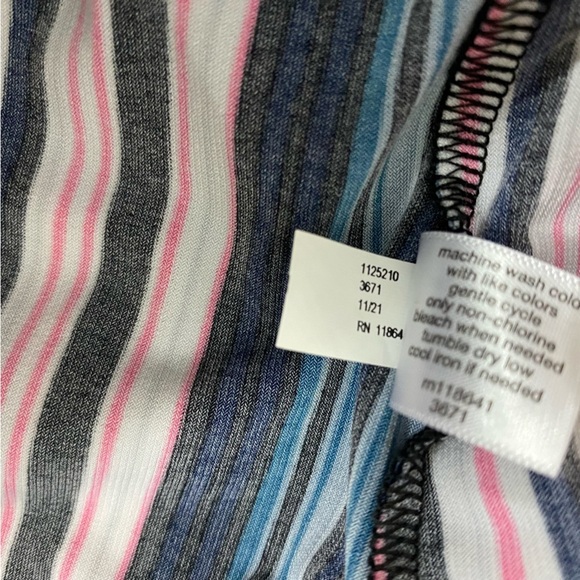 1125210
3671
11/21
RN 11864
machine wash cold
with like colors
gentle cycle
only non-chlorine
bleach when needed
tumble dry low
cool iron if needed
m118641
3671